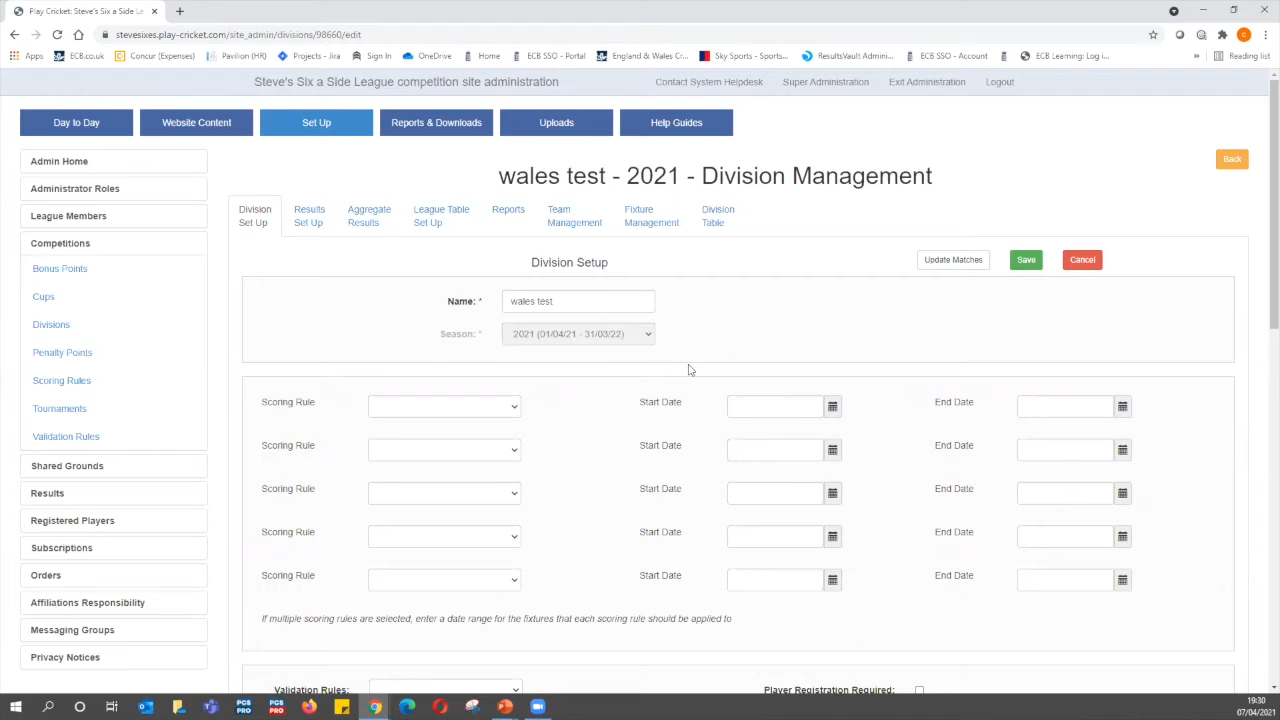 Play Cricket: Steve's Six a Side Le
stevesixes.play-cricket.com/site_admin/divisions/98660/edit
Apps ECB.co.uk Concur (Expenses) Pavilion (HR) Projects - Jira Sign In OneDrive Home ECB SSO - Portal England & Wales Cr... Sky Sports - Sports... ResultsVault Admini... ECB SSO - Account ECB Learning: Log i... » Reading list
Steve's Six a Side League competition site administration Contact System Helpdesk Super Administration Exit Administration Logout
Day to Day Website Content Set Up Reports & Downloads Uploads Help Guides
Admin Home
Administrator Roles
League Members
Competitions
Bonus Points
Cups
Divisions
Penalty Points
Scoring Rules
Tournaments
Validation Rules
Shared Grounds
Results
Registered Players
Subscriptions
Orders
Affiliations Responsibility
Messaging Groups
Privacy Notices
Back
wales test - 2021 - Division Management
Division Set Up
Results Set Up
Aggregate Results
League Table Set Up
Reports
Team Management
Fixture Management
Division Table
Division Setup Update Matches Save Cancel
Name: * wales test
Season: * 2021 (01/04/21 - 31/03/22)
Scoring Rule Start Date End Date
Scoring Rule Start Date End Date
Scoring Rule Start Date End Date
Scoring Rule Start Date End Date
Scoring Rule Start Date End Date
If multiple scoring rules are selected, enter a date range for the fixtures that each scoring rule should be applied to
Validation Rules: Player Registration Required:
PCS PRO PCS PRO
19:30
07/04/2021